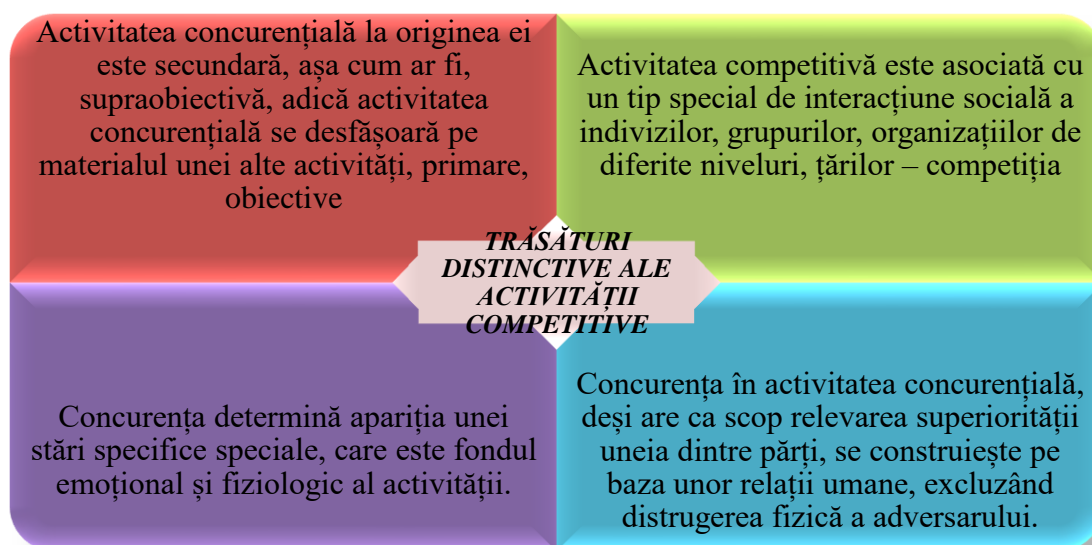 Activitatea concurențială la originea ei
este secundară, așa cum ar fi,
supraobiectivă, adică activitatea
concurențială se desfășoară pe
materialul unei alte activități, primare,
obiective
Activitatea competitivă este asociată cu
un tip special de interacțiune socială a
indivizilor, grupurilor, organizațiilor de
diferite niveluri, țărilor – competiția
TRĂSĂTURI
DISTINCTIVE ALE
ACTIVITĂȚII
COMPETITIVE
Concurența determină apariția unei
stări specifice speciale, care este fondul
emoțional și fiziologic al activității.
Concurența în activitatea concurențială,
deși are ca scop relevarea superiorității
uneia dintre părți, se construiește pe
baza unor relații umane, excluzând
distrugerea fizică a adversarului.